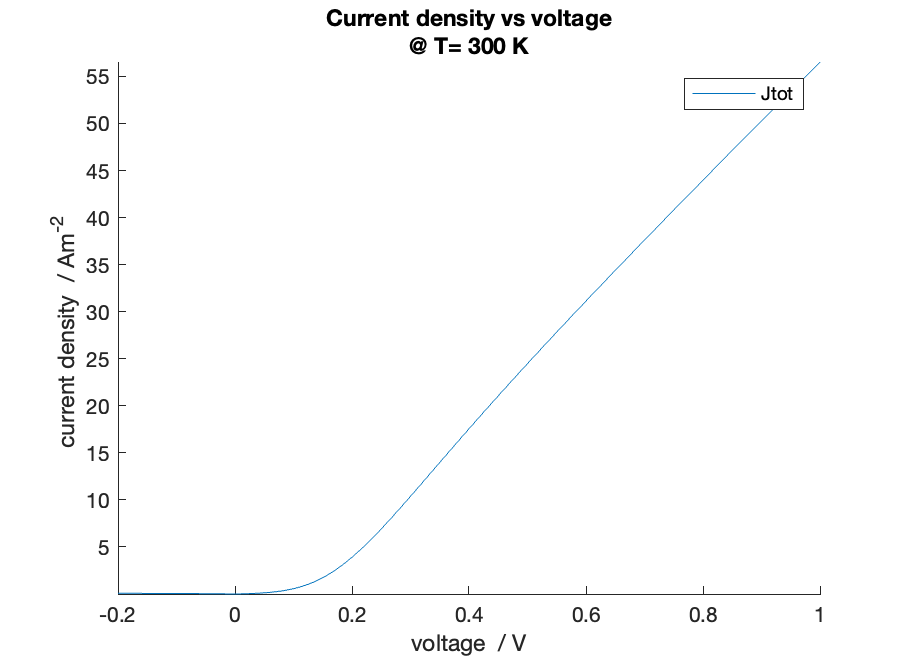 Current density vs voltage
@ T= 300 K
Jtot
55
50
45
40
35
30
25
20
15
10
5
current density / Am-2
-0.2 0 0.2 0.4 0.6 0.8 1
voltage / V